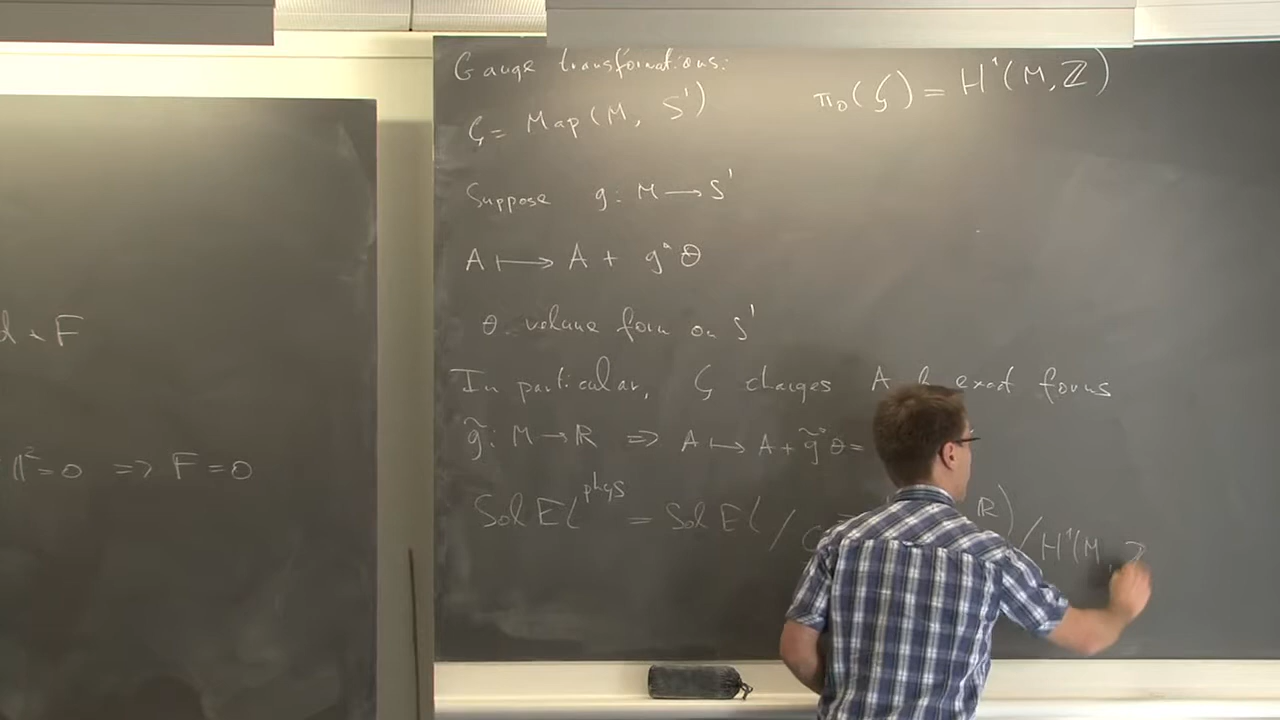 Gauge transformations:
G = Map(M, S¹)
π₀(G) = H¹(M, ℤ)
Suppose g: M → S¹
A ↦ A + g*θ
θ - volume form on S¹
In particular, G changes A exact forms
g̃: M → ℝ ⇒ A ↦ A + g̃*θ =
Sol EL^phys = Sol EL / ℝ) / H¹(M, ℤ
d * F
‖² = 0 ⇒ F = 0